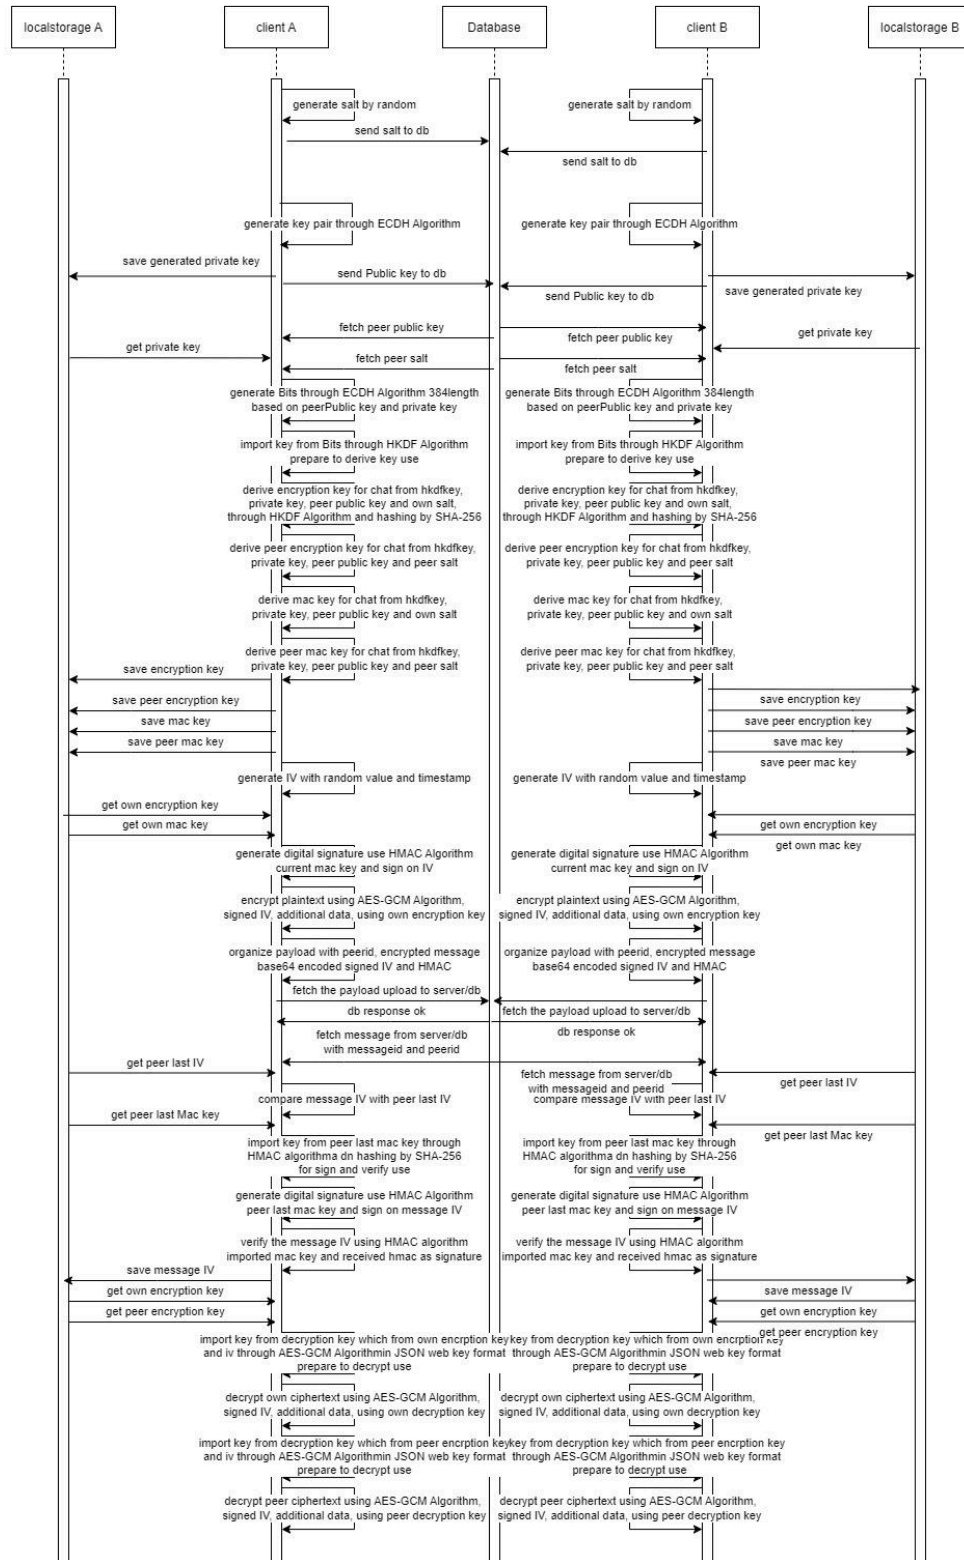 localstorage A
client A
Database
client B
localstorage B
generate salt by random
generate salt by random
send salt to db
send salt to db
generate key pair through ECDH Algorithm
generate key pair through ECDH Algorithm
save generated private key
send Public key to db
send Public key to db
save generated private key
fetch peer public key
fetch peer public key
get private key
get private key
fetch peer salt
fetch peer salt
generate Bits through ECDH Algorithm 384length
based on peerPublic key and private key
generate Bits through ECDH Algorithm 384length
based on peerPublic key and private key
import key from Bits through HKDF Algorithm
prepare to derive key use
import key from Bits through HKDF Algorithm
prepare to derive key use
derive encryption key for chat from hkdfkey,
private key, peer public key and own salt,
through HKDF Algorithm and hashing by SHA-256
derive encryption key for chat from hkdfkey,
private key, peer public key and own salt,
through HKDF Algorithm and hashing by SHA-256
derive peer encryption key for chat from hkdfkey,
private key, peer public key and peer salt
derive peer encryption key for chat from hkdfkey,
private key, peer public key and peer salt
derive mac key for chat from hkdfkey,
private key, peer public key and own salt
derive mac key for chat from hkdfkey,
private key, peer public key and own salt
derive peer mac key for chat from hkdfkey,
private key, peer public key and peer salt
derive peer mac key for chat from hkdfkey,
private key, peer public key and peer salt
save encryption key
save encryption key
save peer encryption key
save peer encryption key
save mac key
save mac key
save peer mac key
save peer mac key
generate IV with random value and timestamp
generate IV with random value and timestamp
get own encryption key
get own encryption key
get own mac key
get own mac key
generate digital signature use HMAC Algorithm
current mac key and sign on IV
generate digital signature use HMAC Algorithm
current mac key and sign on IV
encrypt plaintext using AES-GCM Algorithm,
signed IV, additional data, using own encryption key
encrypt plaintext using AES-GCM Algorithm,
signed IV, additional data, using own encryption key
organize payload with peerid, encrypted message
base64 encoded signed IV and HMAC
organize payload with peerid, encrypted message
base64 encoded signed IV and HMAC
fetch the payload upload to server/db
fetch the payload upload to server/db
db response ok
db response ok
fetch message from server/db
with messageid and peerid
fetch message from server/db
with messageid and peerid
get peer last IV
get peer last IV
compare message IV with peer last IV
compare message IV with peer last IV
get peer last Mac key
get peer last Mac key
import key from peer last mac key through
HMAC algorithma dn hashing by SHA-256
for sign and verify use
import key from peer last mac key through
HMAC algorithma dn hashing by SHA-256
for sign and verify use
generate digital signature use HMAC Algorithm
peer last mac key and sign on message IV
generate digital signature use HMAC Algorithm
peer last mac key and sign on message IV
verify the message IV using HMAC algorithm
imported mac key and received hmac as signature
verify the message IV using HMAC algorithm
imported mac key and received hmac as signature
save message IV
save message IV
get own encryption key
get own encryption key
get peer encryption key
get peer encryption key
import key from decryption key which from own encrption key
and iv through AES-GCM Algorithmin JSON web key format
prepare to decrypt use
key from decryption key which from own encrption key
through AES-GCM Algorithmin JSON web key format
prepare to decrypt use
decrypt own ciphertext using AES-GCM Algorithm,
signed IV, additional data, using own decryption key
decrypt own ciphertext using AES-GCM Algorithm,
signed IV, additional data, using own decryption key
import key from decryption key which from peer encrption key
and iv through AES-GCM Algorithmin JSON web key format
prepare to decrypt use
key from decryption key which from peer encrption key
through AES-GCM Algorithmin JSON web key format
prepare to decrypt use
decrypt peer ciphertext using AES-GCM Algorithm,
signed IV, additional data, using peer decryption key
decrypt peer ciphertext using AES-GCM Algorithm,
signed IV, additional data, using peer decryption key